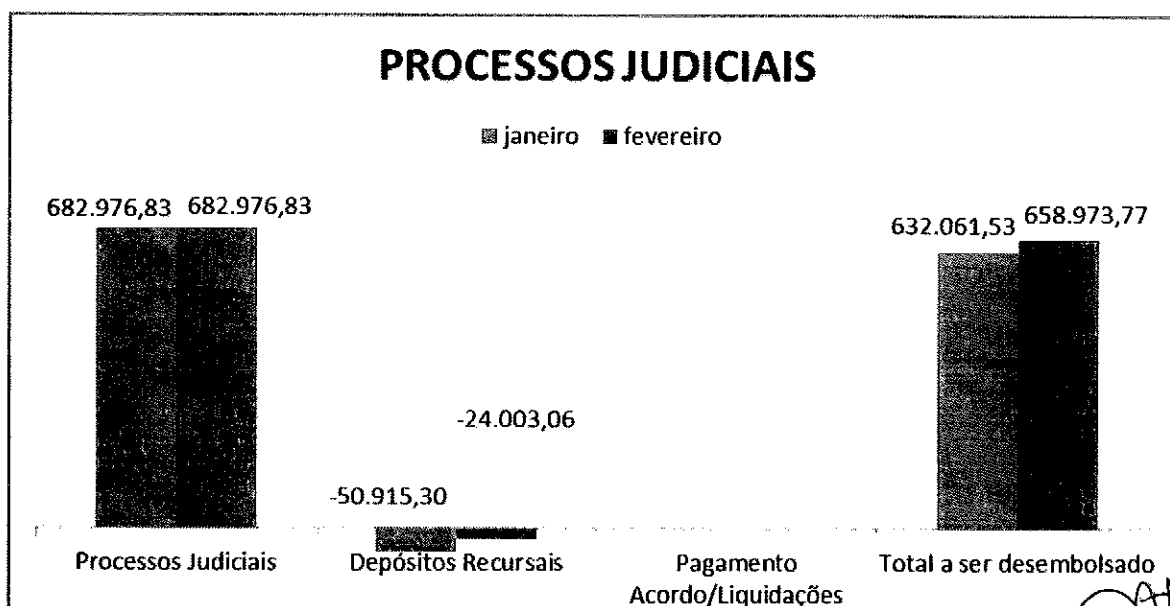 PROCESSOS JUDICIAIS
janeiro fevereiro
682.976,83 682.976,83
632.061,53 658.973,77
-24.003,06
-50.915,30
Processos Judiciais Depósitos Recursais Pagamento Total a ser desembolsado
Acordo/Liquidações